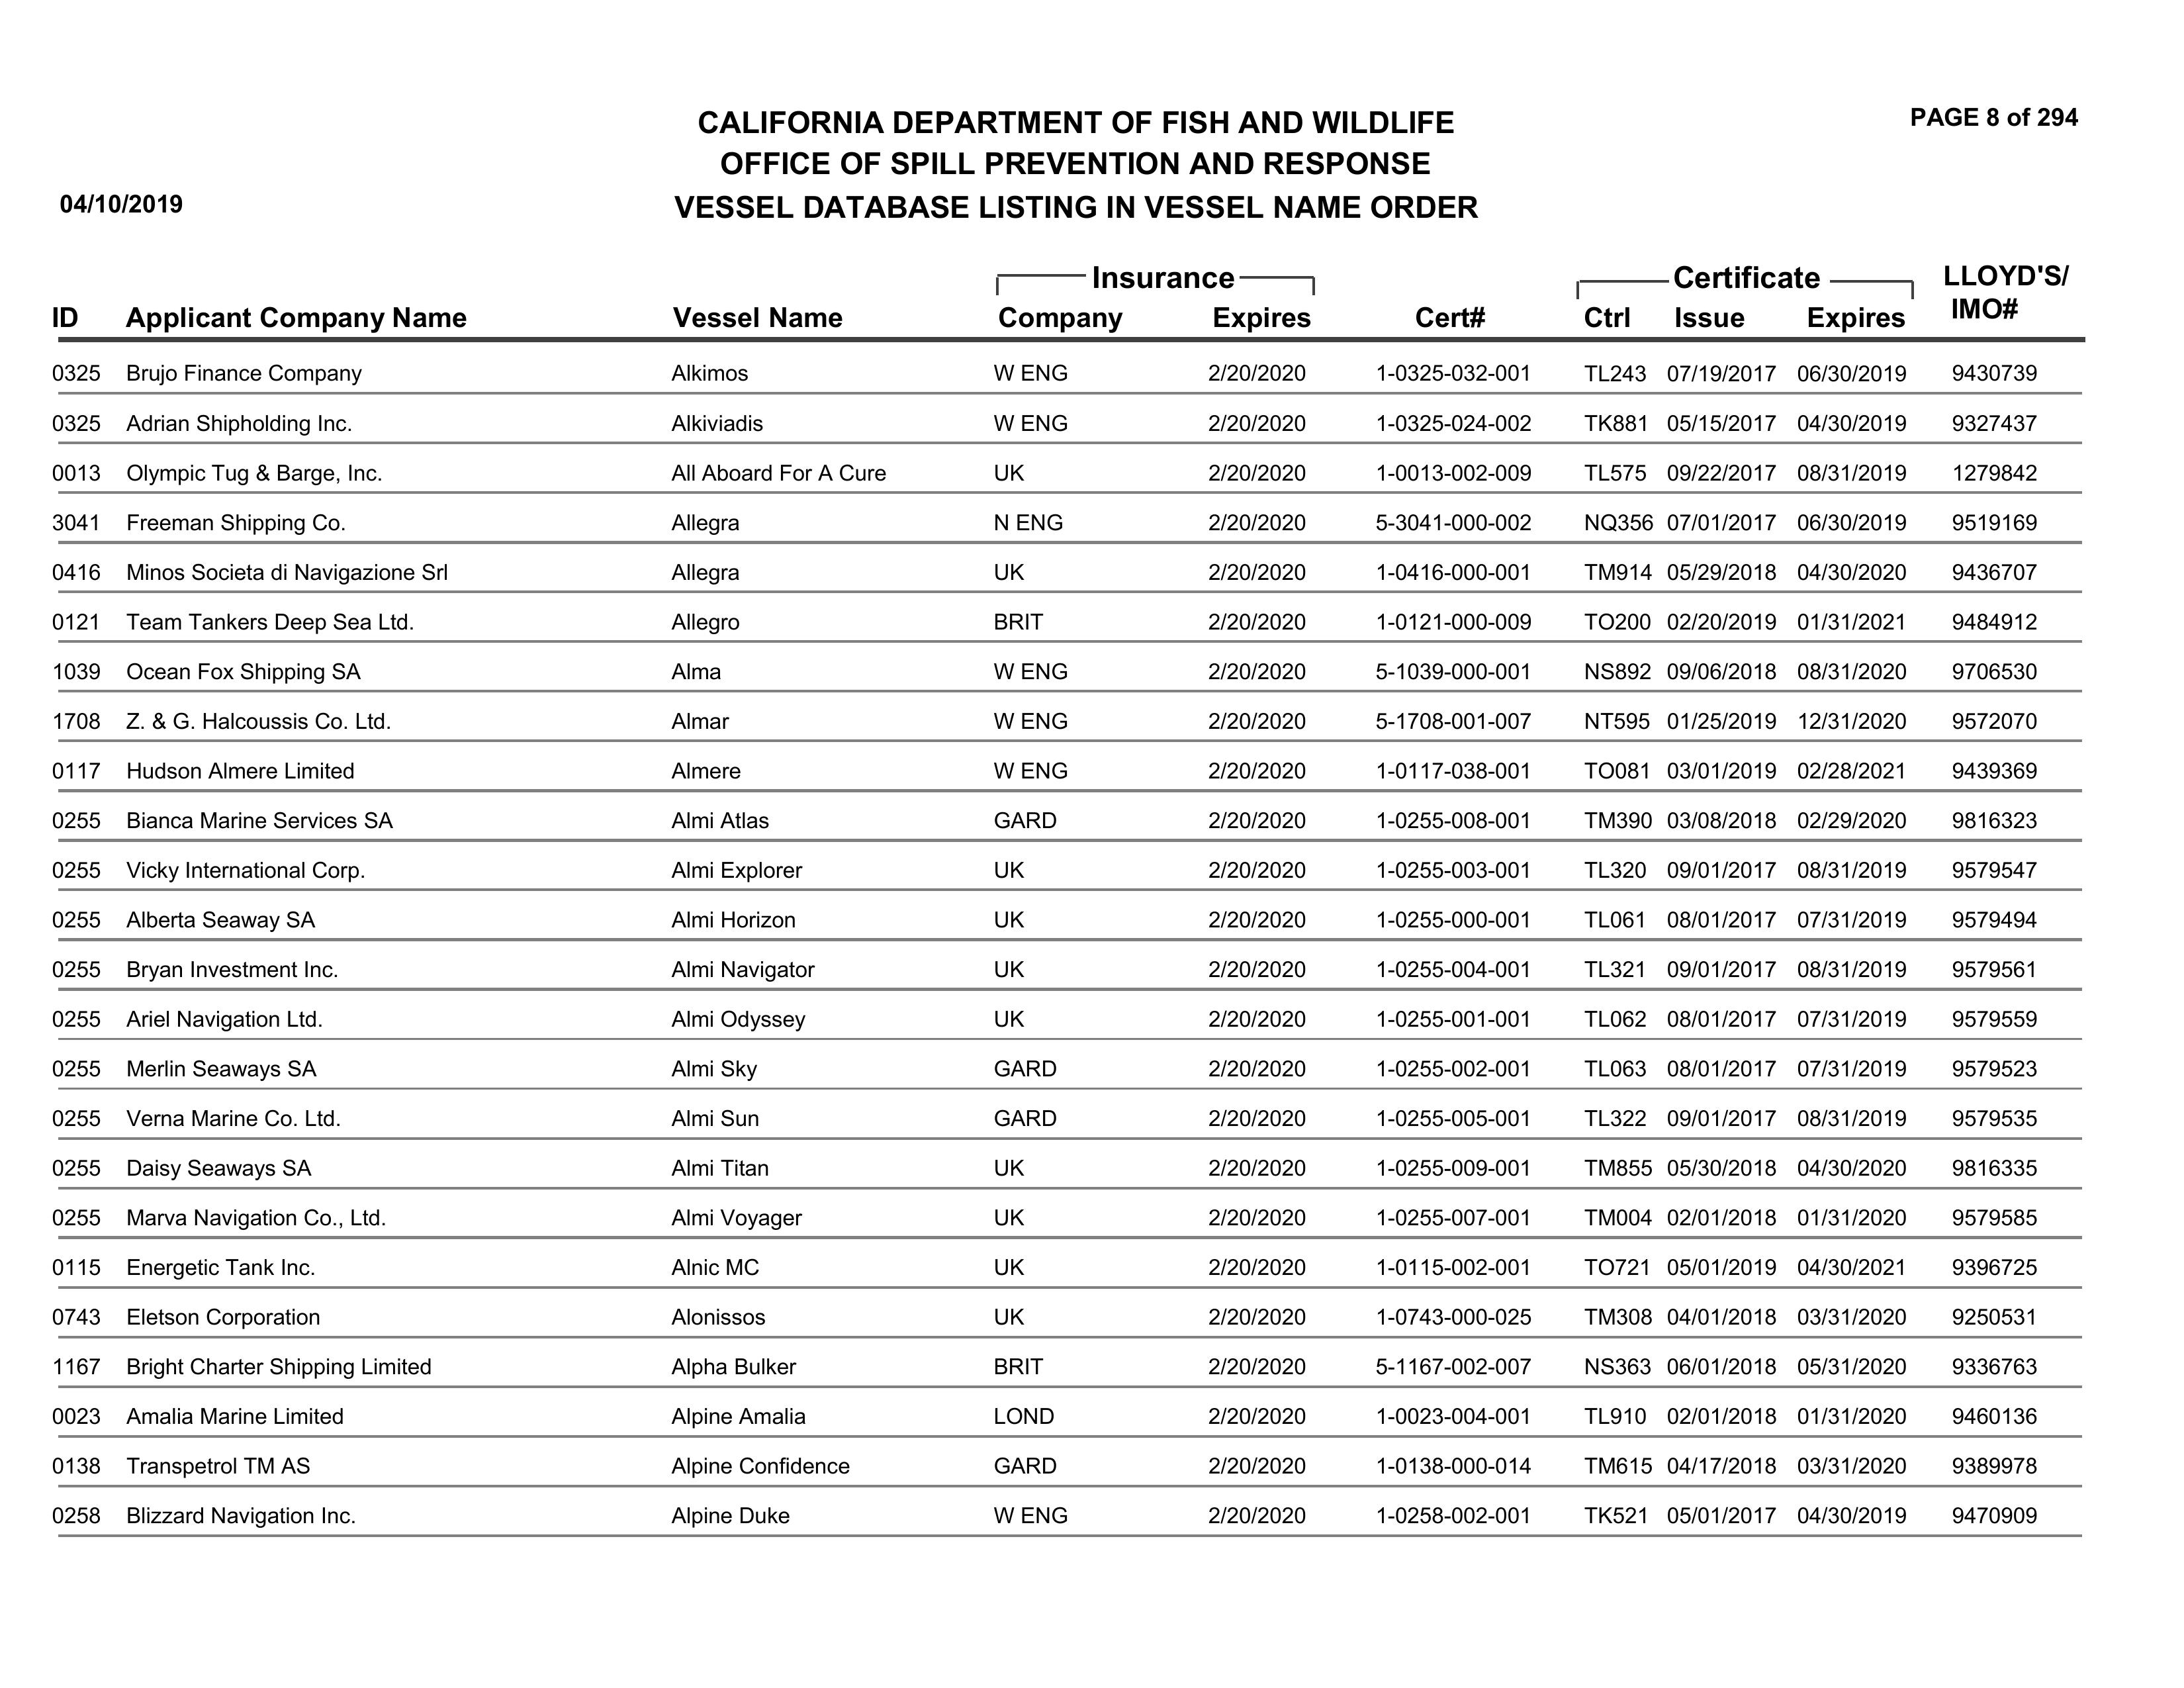 PAGE 8 of 294
CALIFORNIA DEPARTMENT OF FISH AND WILDLIFE
OFFICE OF SPILL PREVENTION AND RESPONSE
04/10/2019 VESSEL DATABASE LISTING IN VESSEL NAME ORDER
Insurance Certificate LLOYD'S/
ID Applicant Company Name Vessel Name Company Expires Cert# Ctrl Issue Expires IMO#
0325 Brujo Finance Company Alkimos W ENG 2/20/2020 1-0325-032-001 TL243 07/19/2017 06/30/2019 9430739
0325 Adrian Shipholding Inc. Alkiviadis W ENG 2/20/2020 1-0325-024-002 TK881 05/15/2017 04/30/2019 9327437
0013 Olympic Tug & Barge, Inc. All Aboard For A Cure UK 2/20/2020 1-0013-002-009 TL575 09/22/2017 08/31/2019 1279842
3041 Freeman Shipping Co. Allegra N ENG 2/20/2020 5-3041-000-002 NQ356 07/01/2017 06/30/2019 9519169
0416 Minos Societa di Navigazione Srl Allegra UK 2/20/2020 1-0416-000-001 TM914 05/29/2018 04/30/2020 9436707
0121 Team Tankers Deep Sea Ltd. Allegro BRIT 2/20/2020 1-0121-000-009 TO200 02/20/2019 01/31/2021 9484912
1039 Ocean Fox Shipping SA Alma W ENG 2/20/2020 5-1039-000-001 NS892 09/06/2018 08/31/2020 9706530
1708 Z. & G. Halcoussis Co. Ltd. Almar W ENG 2/20/2020 5-1708-001-007 NT595 01/25/2019 12/31/2020 9572070
0117 Hudson Almere Limited Almere W ENG 2/20/2020 1-0117-038-001 TO081 03/01/2019 02/28/2021 9439369
0255 Bianca Marine Services SA Almi Atlas GARD 2/20/2020 1-0255-008-001 TM390 03/08/2018 02/29/2020 9816323
0255 Vicky International Corp. Almi Explorer UK 2/20/2020 1-0255-003-001 TL320 09/01/2017 08/31/2019 9579547
0255 Alberta Seaway SA Almi Horizon UK 2/20/2020 1-0255-000-001 TL061 08/01/2017 07/31/2019 9579494
0255 Bryan Investment Inc. Almi Navigator UK 2/20/2020 1-0255-004-001 TL321 09/01/2017 08/31/2019 9579561
0255 Ariel Navigation Ltd. Almi Odyssey UK 2/20/2020 1-0255-001-001 TL062 08/01/2017 07/31/2019 9579559
0255 Merlin Seaways SA Almi Sky GARD 2/20/2020 1-0255-002-001 TL063 08/01/2017 07/31/2019 9579523
0255 Verna Marine Co. Ltd. Almi Sun GARD 2/20/2020 1-0255-005-001 TL322 09/01/2017 08/31/2019 9579535
0255 Daisy Seaways SA Almi Titan UK 2/20/2020 1-0255-009-001 TM855 05/30/2018 04/30/2020 9816335
0255 Marva Navigation Co., Ltd. Almi Voyager UK 2/20/2020 1-0255-007-001 TM004 02/01/2018 01/31/2020 9579585
0115 Energetic Tank Inc. Alnic MC UK 2/20/2020 1-0115-002-001 TO721 05/01/2019 04/30/2021 9396725
0743 Eletson Corporation Alonissos UK 2/20/2020 1-0743-000-025 TM308 04/01/2018 03/31/2020 9250531
1167 Bright Charter Shipping Limited Alpha Bulker BRIT 2/20/2020 5-1167-002-007 NS363 06/01/2018 05/31/2020 9336763
0023 Amalia Marine Limited Alpine Amalia LOND 2/20/2020 1-0023-004-001 TL910 02/01/2018 01/31/2020 9460136
0138 Transpetrol TM AS Alpine Confidence GARD 2/20/2020 1-0138-000-014 TM615 04/17/2018 03/31/2020 9389978
0258 Blizzard Navigation Inc. Alpine Duke W ENG 2/20/2020 1-0258-002-001 TK521 05/01/2017 04/30/2019 9470909